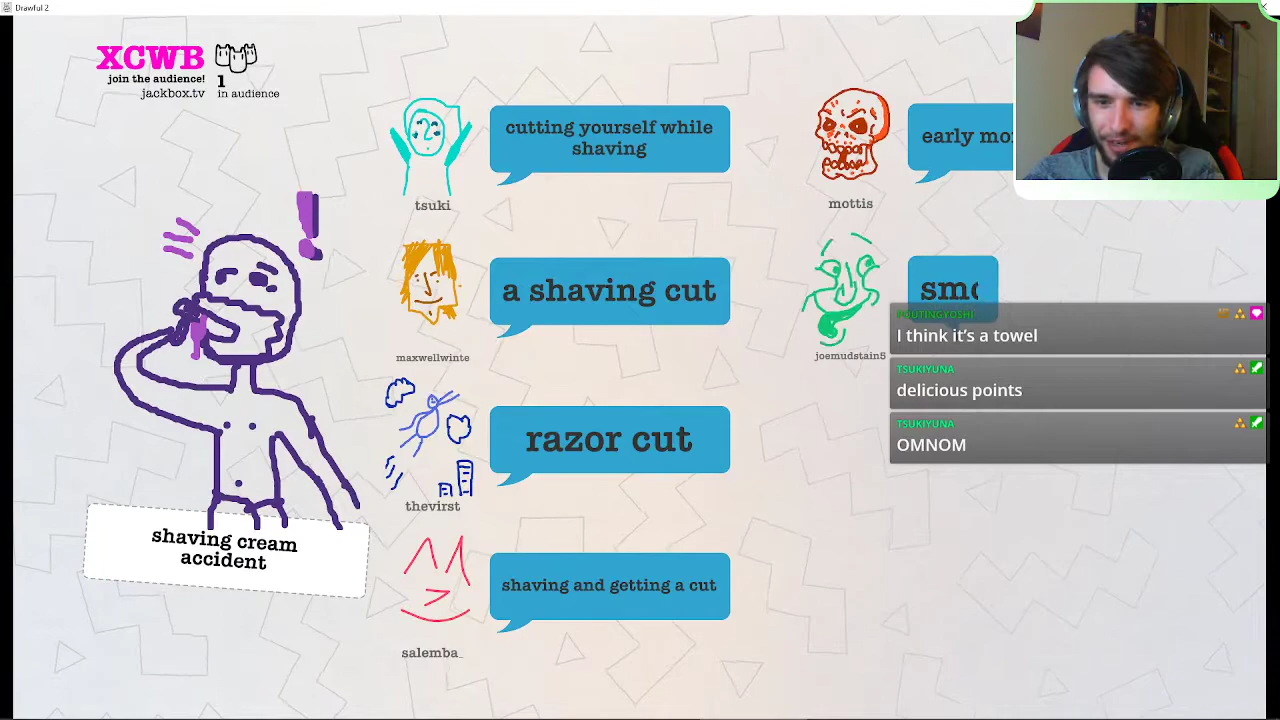 Drawful 2
XCWB
join the audience!
jackbox.tv
1
in audience
cutting yourself while
shaving
tsuki
a shaving cut
maxwellwinte
razor cut
thevirst
shaving and getting a cut
salemba_
early
mottis
joemudstain5
shaving cream
accident
I think it's a towel
TSUKIYUNA
delicious points
TSUKIYUNA
OMNOM